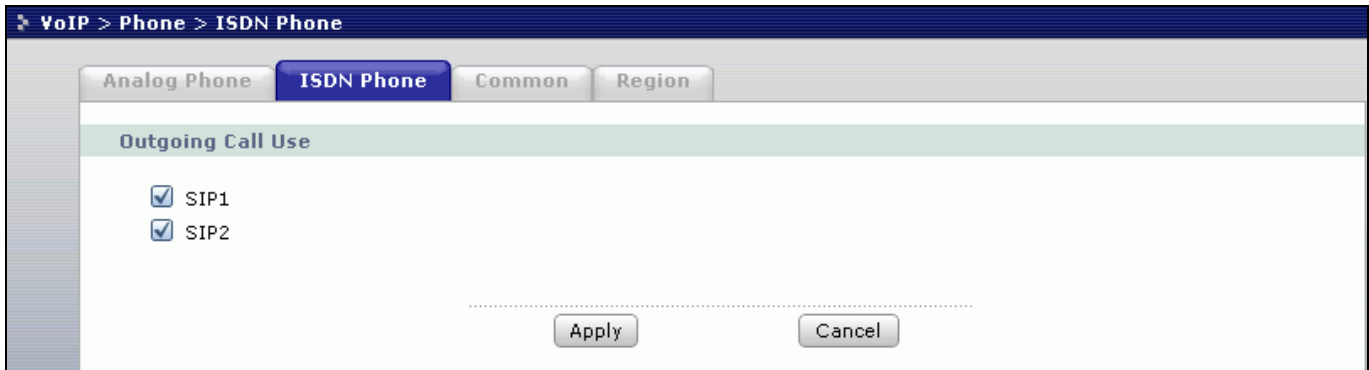 VoIP > Phone > ISDN Phone
Analog Phone ISDN Phone Common Region
Outgoing Call Use
SIP1
SIP2
Apply Cancel